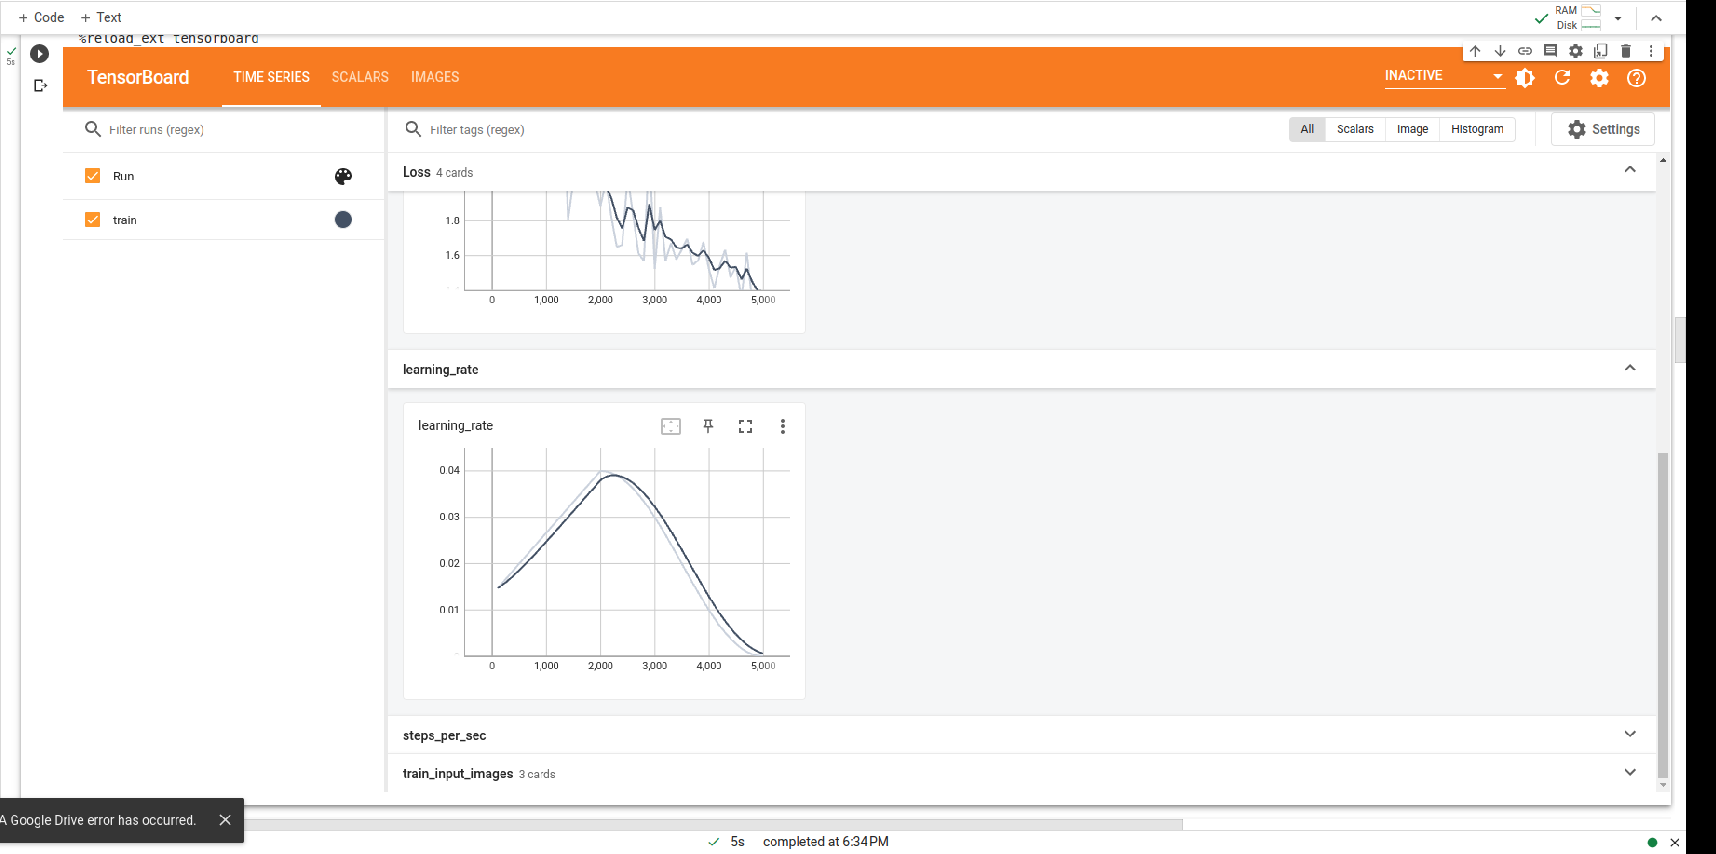 + Code + Text
RAM
Disk
%reload_ext tensorboard
5s
TensorBoard TIME SERIES SCALARS IMAGES INACTIVE
Filter runs (regex)
Filter tags (regex)
All Scalars Image Histogram Settings
Run
train
Loss 4 cards
1.8
1.6
0 1,000 2,000 3,000 4,000 5,000
learning_rate
learning_rate
0.04
0.03
0.02
0.01
0 1,000 2,000 3,000 4,000 5,000
steps_per_sec
train_input_images 3 cards
A Google Drive error has occurred.
5s completed at 6:34 PM